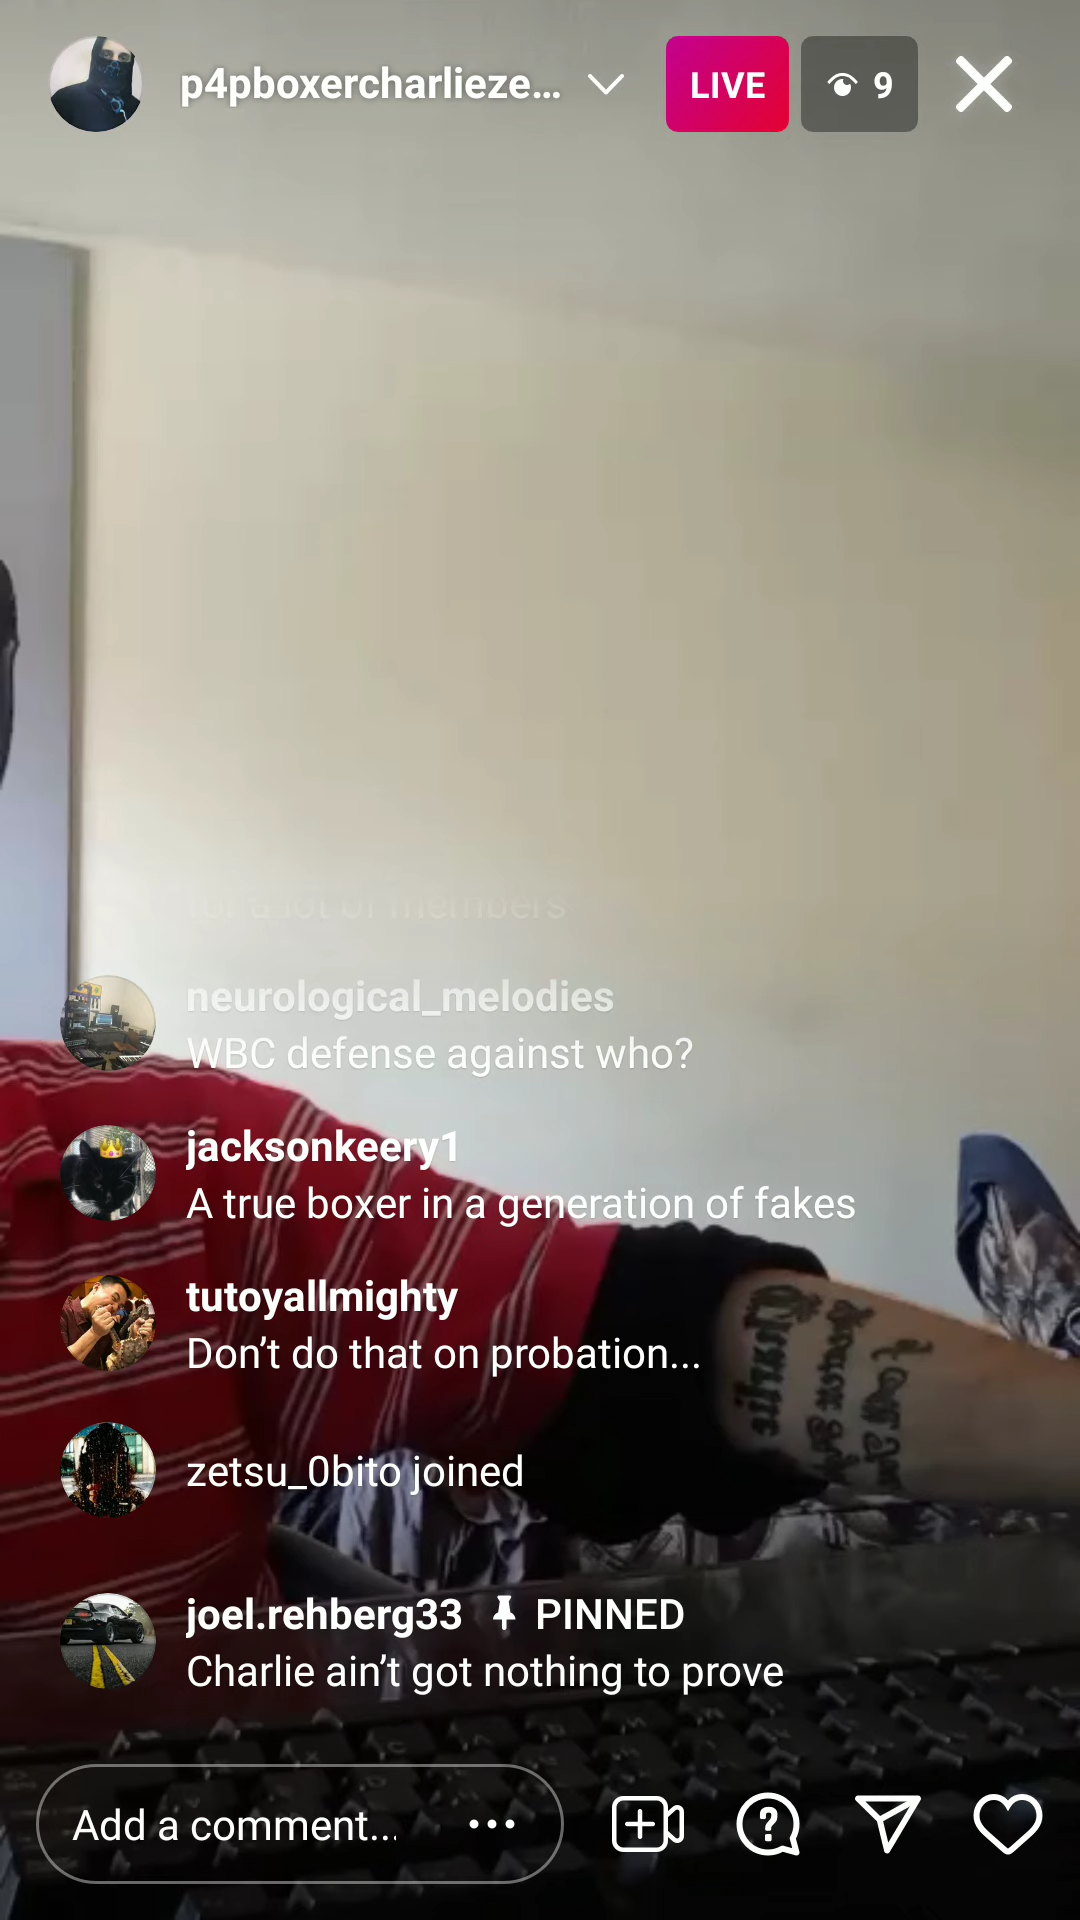 p4pboxercharlieze...
LIVE
9
for a lot of members
neurological_melodies
WBC defense against who?
jacksonkeery1
A true boxer in a generation of fakes
tutoyallmighty
Don’t do that on probation...
zetsu_0bito joined
joel.rehberg33 PINNED
Charlie ain’t got nothing to prove
Add a comment...